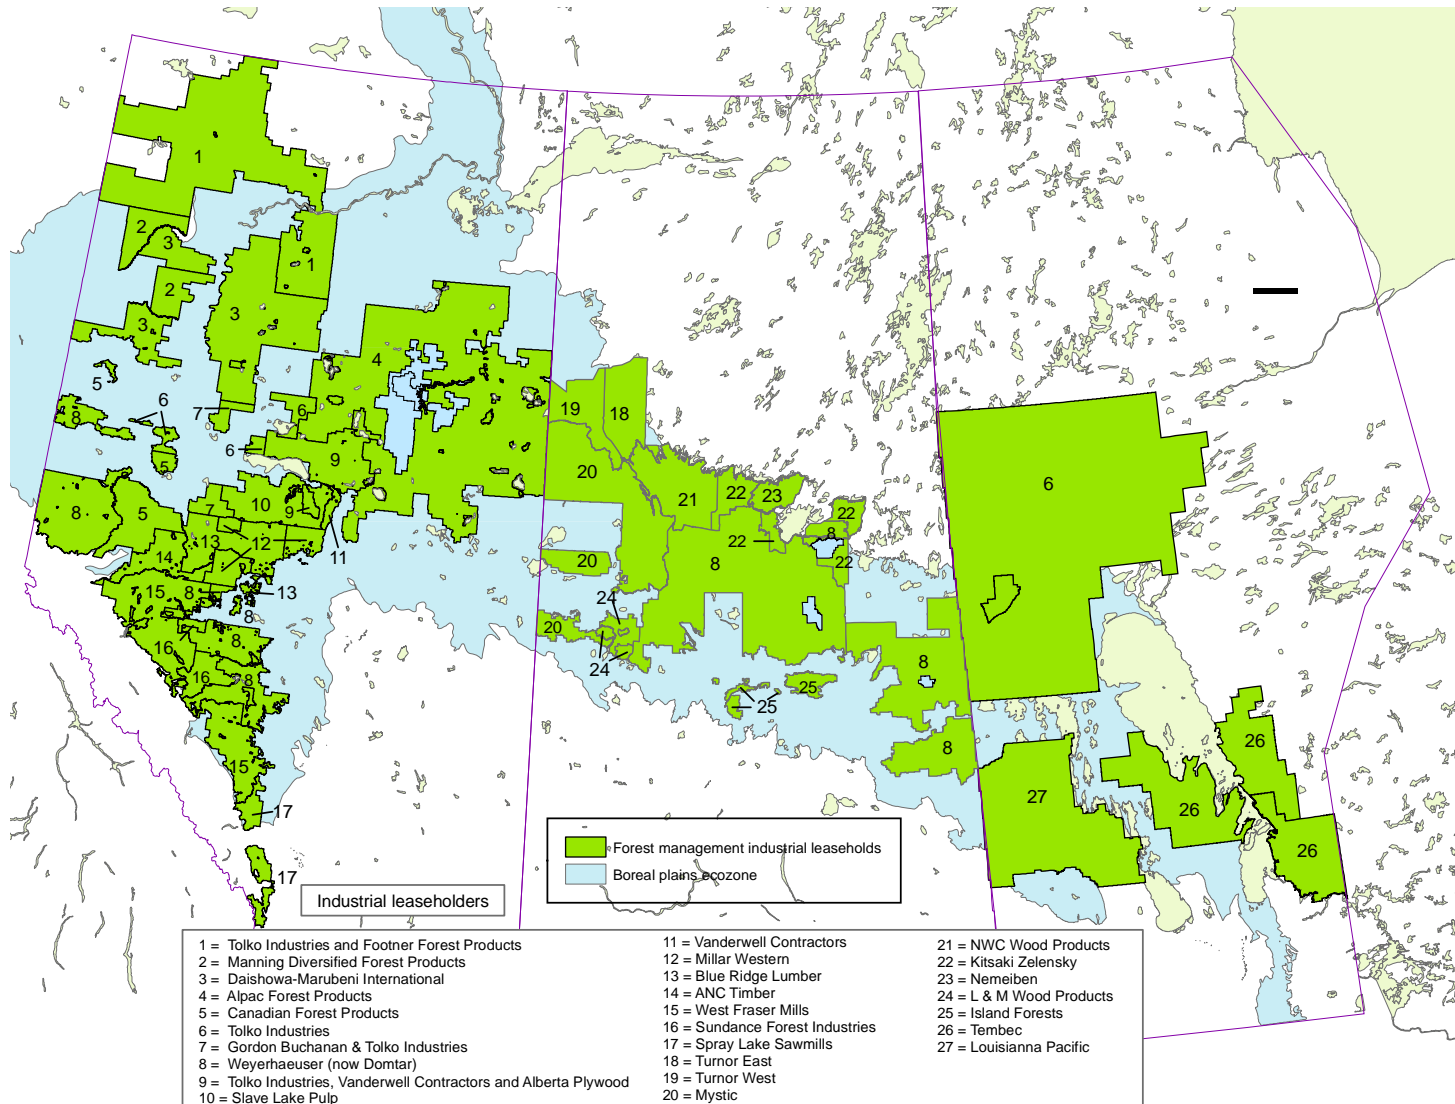 1
2
3
1
2
3
3
4
5
6
8
7
6
6
5
9
19
18
20
8
5
7
10
9
13
12
11
14
21
22
23
22
8
22
22
8
20
6
15
8
13
8
16
8
16
8
24
20
24
25
25
8
8
15
17
17
27
26
26
26
Forest management industrial leaseholds
Boreal plains ecozone
Industrial leaseholders
1 = Tolko Industries and Footner Forest Products
2 = Manning Diversified Forest Products
3 = Daishowa-Marubeni International
4 = Alpac Forest Products
5 = Canadian Forest Products
6 = Tolko Industries
7 = Gordon Buchanan & Tolko Industries
8 = Weyerhaeuser (now Domtar)
9 = Tolko Industries, Vanderwell Contractors and Alberta Plywood
10 = Slave Lake Pulp
11 = Vanderwell Contractors
12 = Millar Western
13 = Blue Ridge Lumber
14 = ANC Timber
15 = West Fraser Mills
16 = Sundance Forest Industries
17 = Spray Lake Sawmills
18 = Turnor East
19 = Turnor West
20 = Mystic
21 = NWC Wood Products
22 = Kitsaki Zelensky
23 = Nemeiben
24 = L & M Wood Products
25 = Island Forests
26 = Tembec
27 = Louisianna Pacific